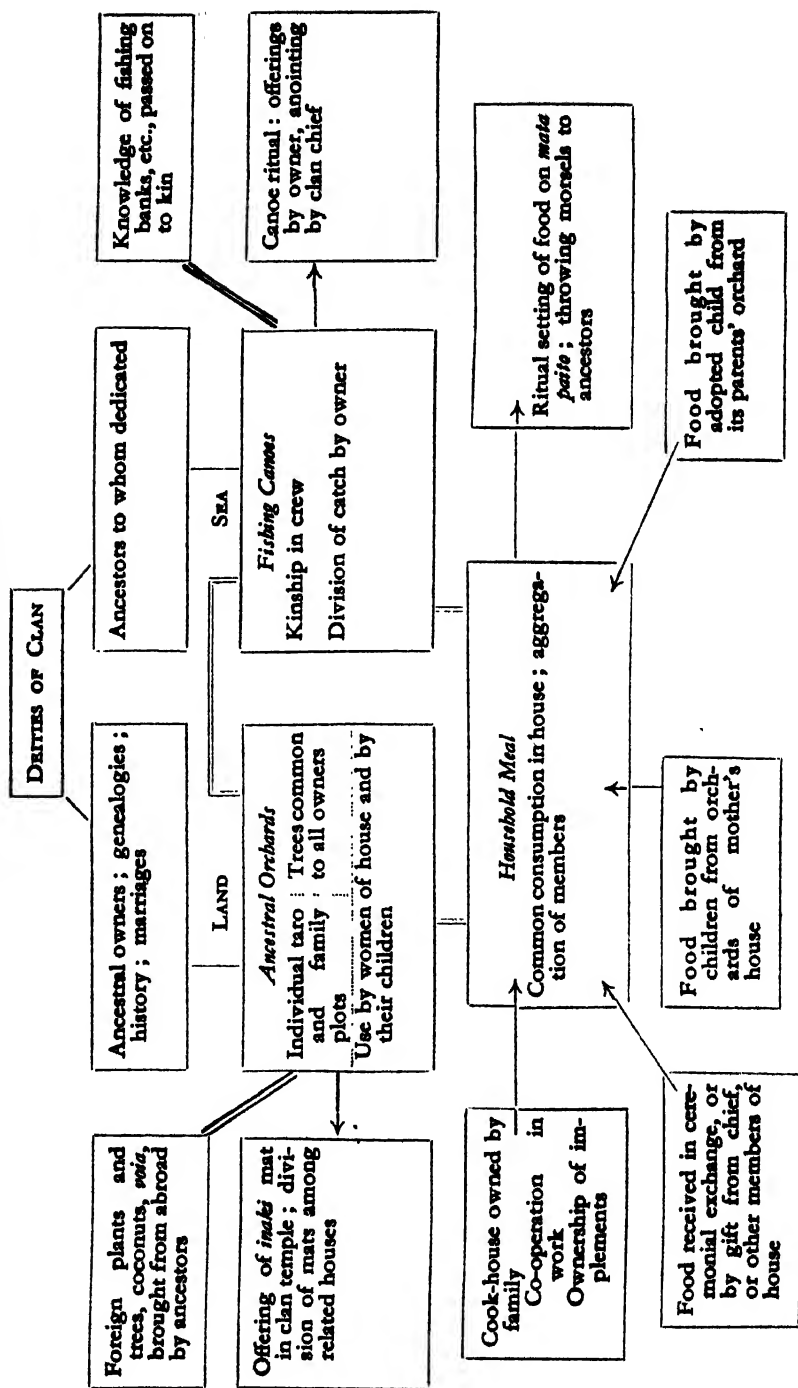 DEITIES OF CLAN
Ancestral owners ; genealogies ;
history ; marriages
Ancestors to whom dedicated
Foreign plants and
trees, coconuts, voia,
brought from abroad
by ancestors
LAND
SEA
Knowledge of fishing
banks, etc., passed on
to kin
Ancestral Orchards
Individual taro
and family
plots
Trees common
to all owners
Use by women of house and by
their children
Fishing Canoes
Kinship in crew
Division of catch by owner
Offering of inaki mat
in clan temple ; divi-
sion of mats among
related houses
Canoe ritual : offerings
by owner, anointing
by clan chief
Cook-house owned by
family
Co-operation in
work
Ownership of im-
plements
Household Meal
Common consumption in house ; aggrega-
tion of members
Ritual setting of food on mata
paito ; throwing morsels to
ancestors
Food received in cere-
monial exchange, or
by gift from chief,
or other members of
house
Food brought by
children from orch-
ards of mother's
house
Food brought by
adopted child from
its parents' orchard